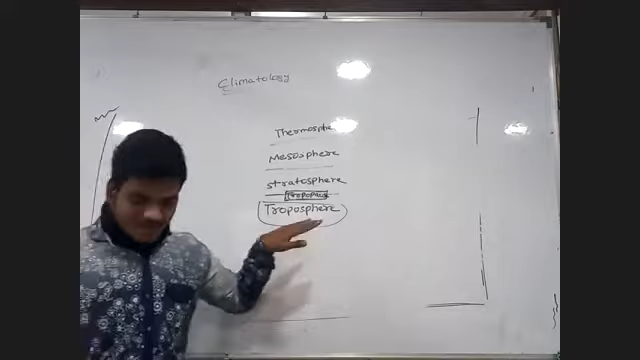 Climatology
Thermosphe
Mesosphere
stratosphere
Tropopause
Troposphere